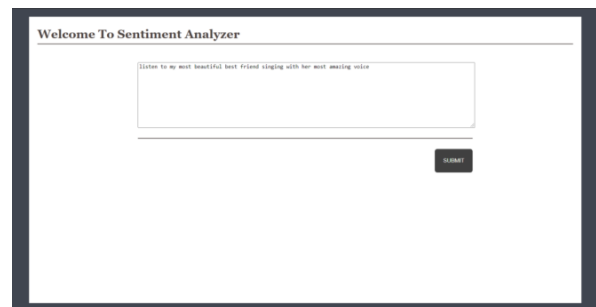 Welcome To Sentiment Analyzer
listen to my most beautiful best friend singing with her most amazing voice
SUBMIT